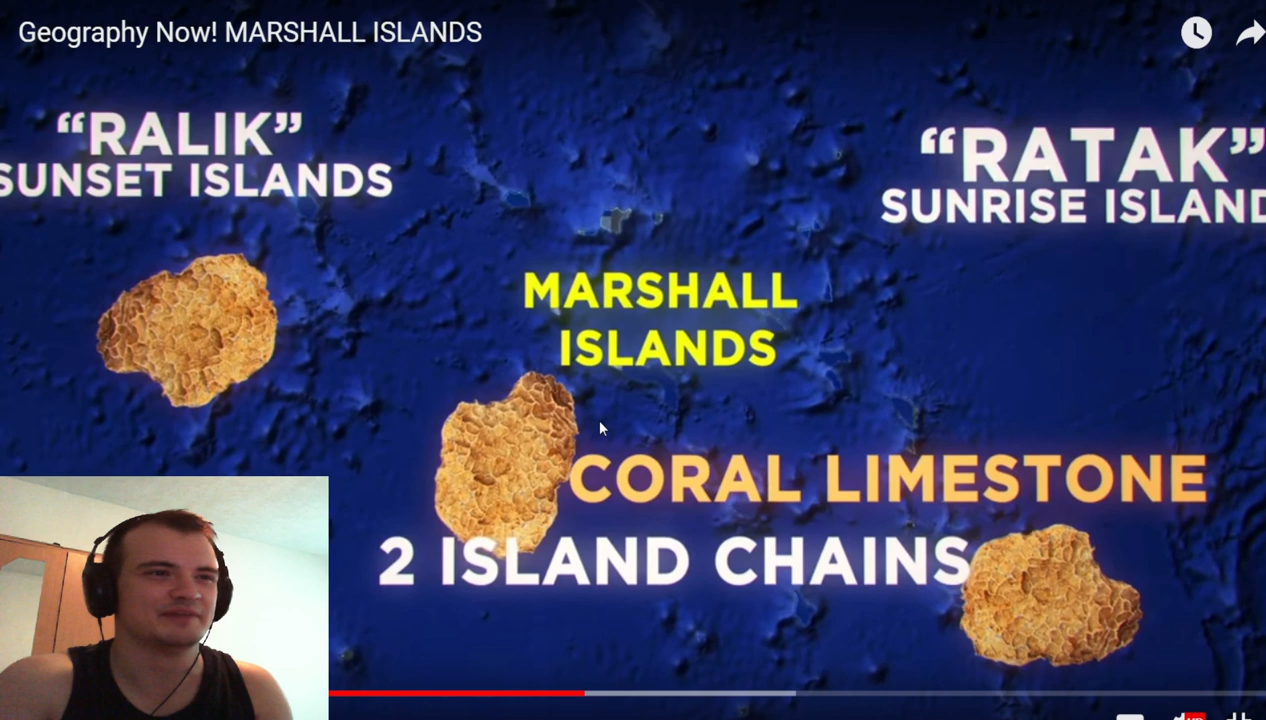 Geography Now! MARSHALL ISLANDS
“RALIK”
SUNSET ISLANDS
“RATAK”
SUNRISE ISLAND
MARSHALL
ISLANDS
CORAL LIMESTONE
2 ISLAND CHAINS